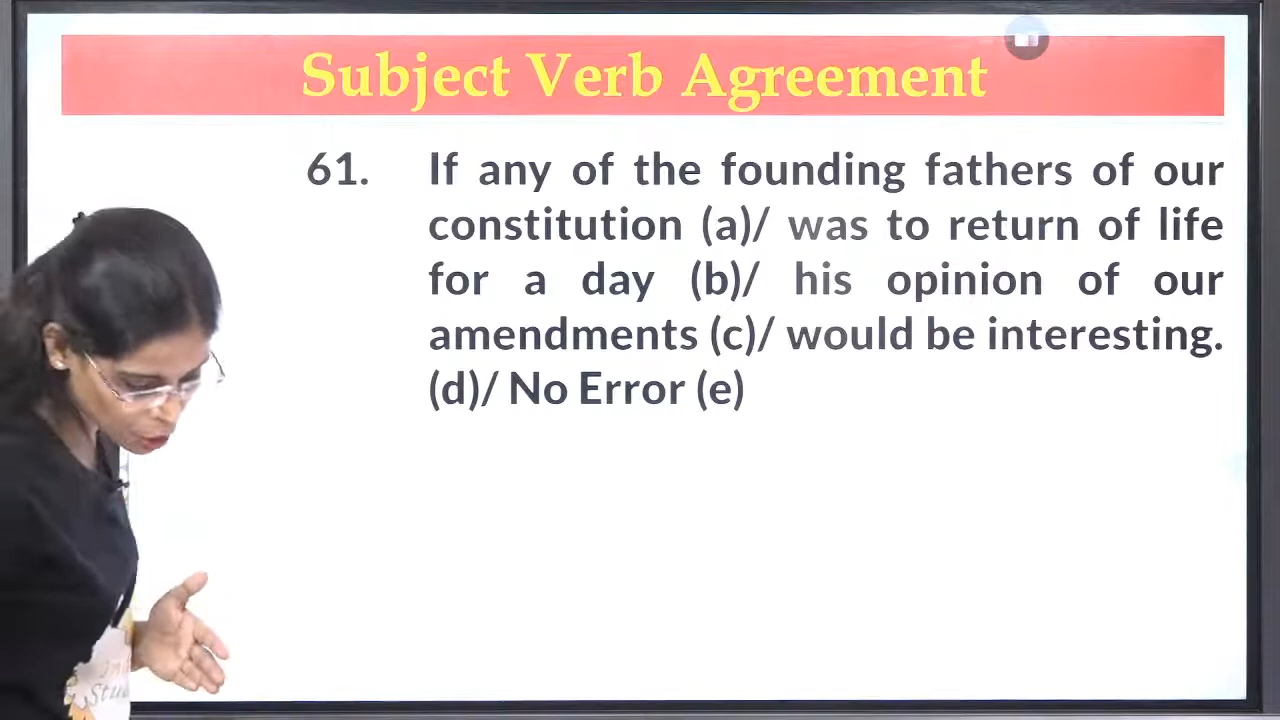 Subject Verb Agreement
61. If any of the founding fathers of our
constitution (a)/ was to return of life
for a day (b)/ his opinion of our
amendments (c)/ would be interesting.
(d)/ No Error (e)